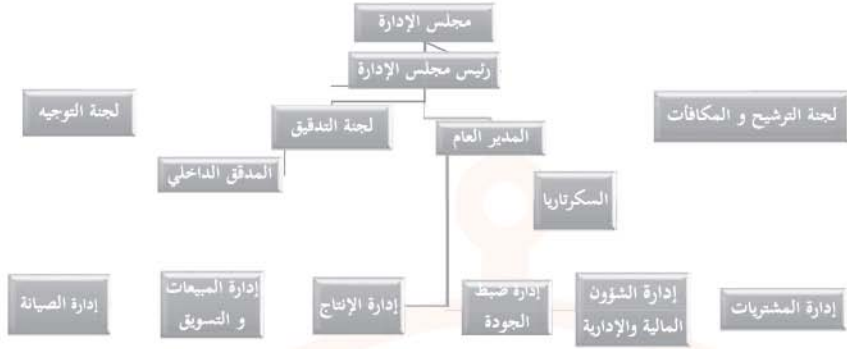 مجلس الإدارة
رئيس مجلس الإدارة
لجنة الترشيح و المكافات
المدير العام
لجنة التدقيق
لجنة التوجيه
السكرتاريا
المدقق الداخلي
إدارة المشتريات
إدارة الشؤون
المالية والإدارية
إدارة ضبط
الجودة
إدارة الإنتاج
إدارة المبيعات
و التسويق
إدارة الصيانة